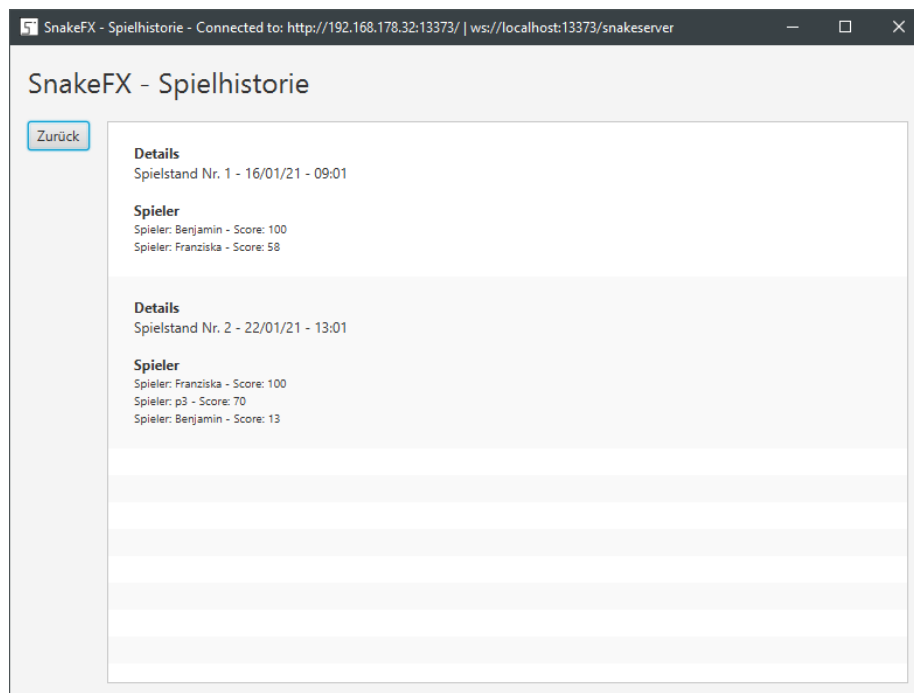 SnakeFX - Spielhistorie - Connected to: http://192.168.178.32:13373/ | ws://localhost:13373/snakeserver
SnakeFX - Spielhistorie
Zurück
Details
Spielstand Nr. 1 - 16/01/21 - 09:01
Spieler
Spieler: Benjamin - Score: 100
Spieler: Franziska - Score: 58
Details
Spielstand Nr. 2 - 22/01/21 - 13:01
Spieler
Spieler: Franziska - Score: 100
Spieler: p3 - Score: 70
Spieler: Benjamin - Score: 13